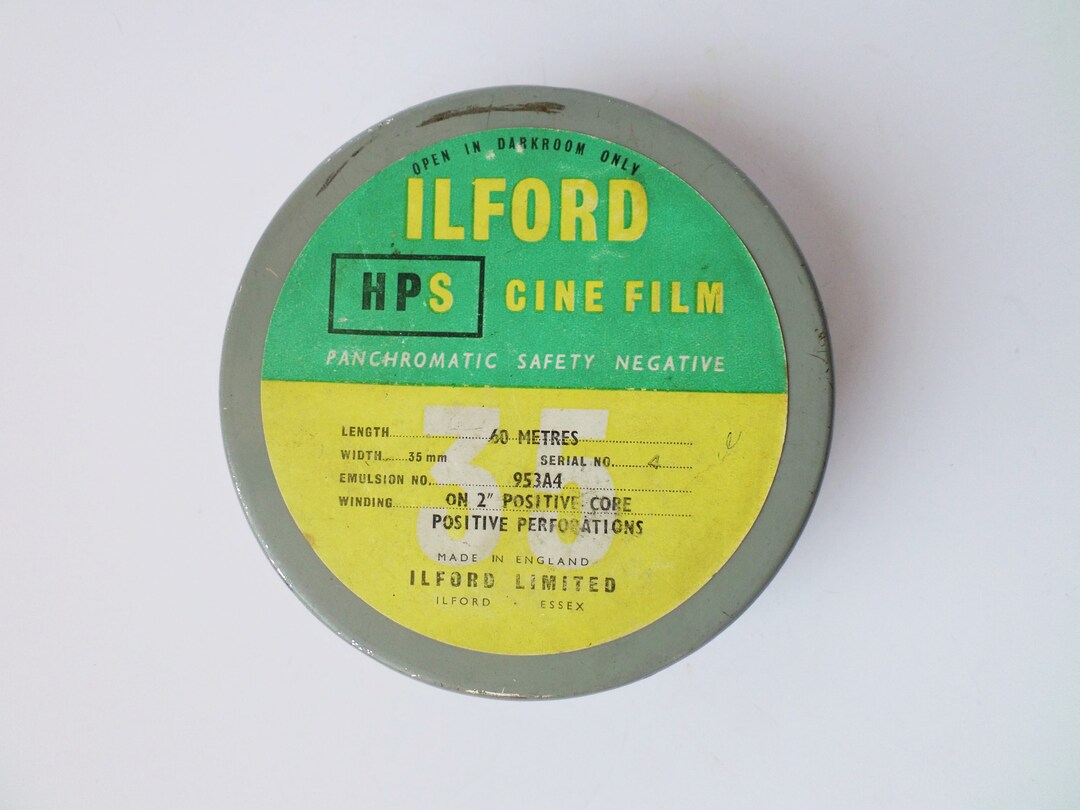 OPEN IN DARKROOM ONLY
ILFORD
HPS CINE FILM
PANCHROMATIC SAFETY NEGATIVE
35
LENGTH 60 METRES
WIDTH 35 mm SERIAL NO. 4
EMULSION NO. 953A4
WINDING ON 2" POSITIVE CORE
POSITIVE PERFORATIONS
MADE IN ENGLAND
ILFORD LIMITED
ILFORD · ESSEX